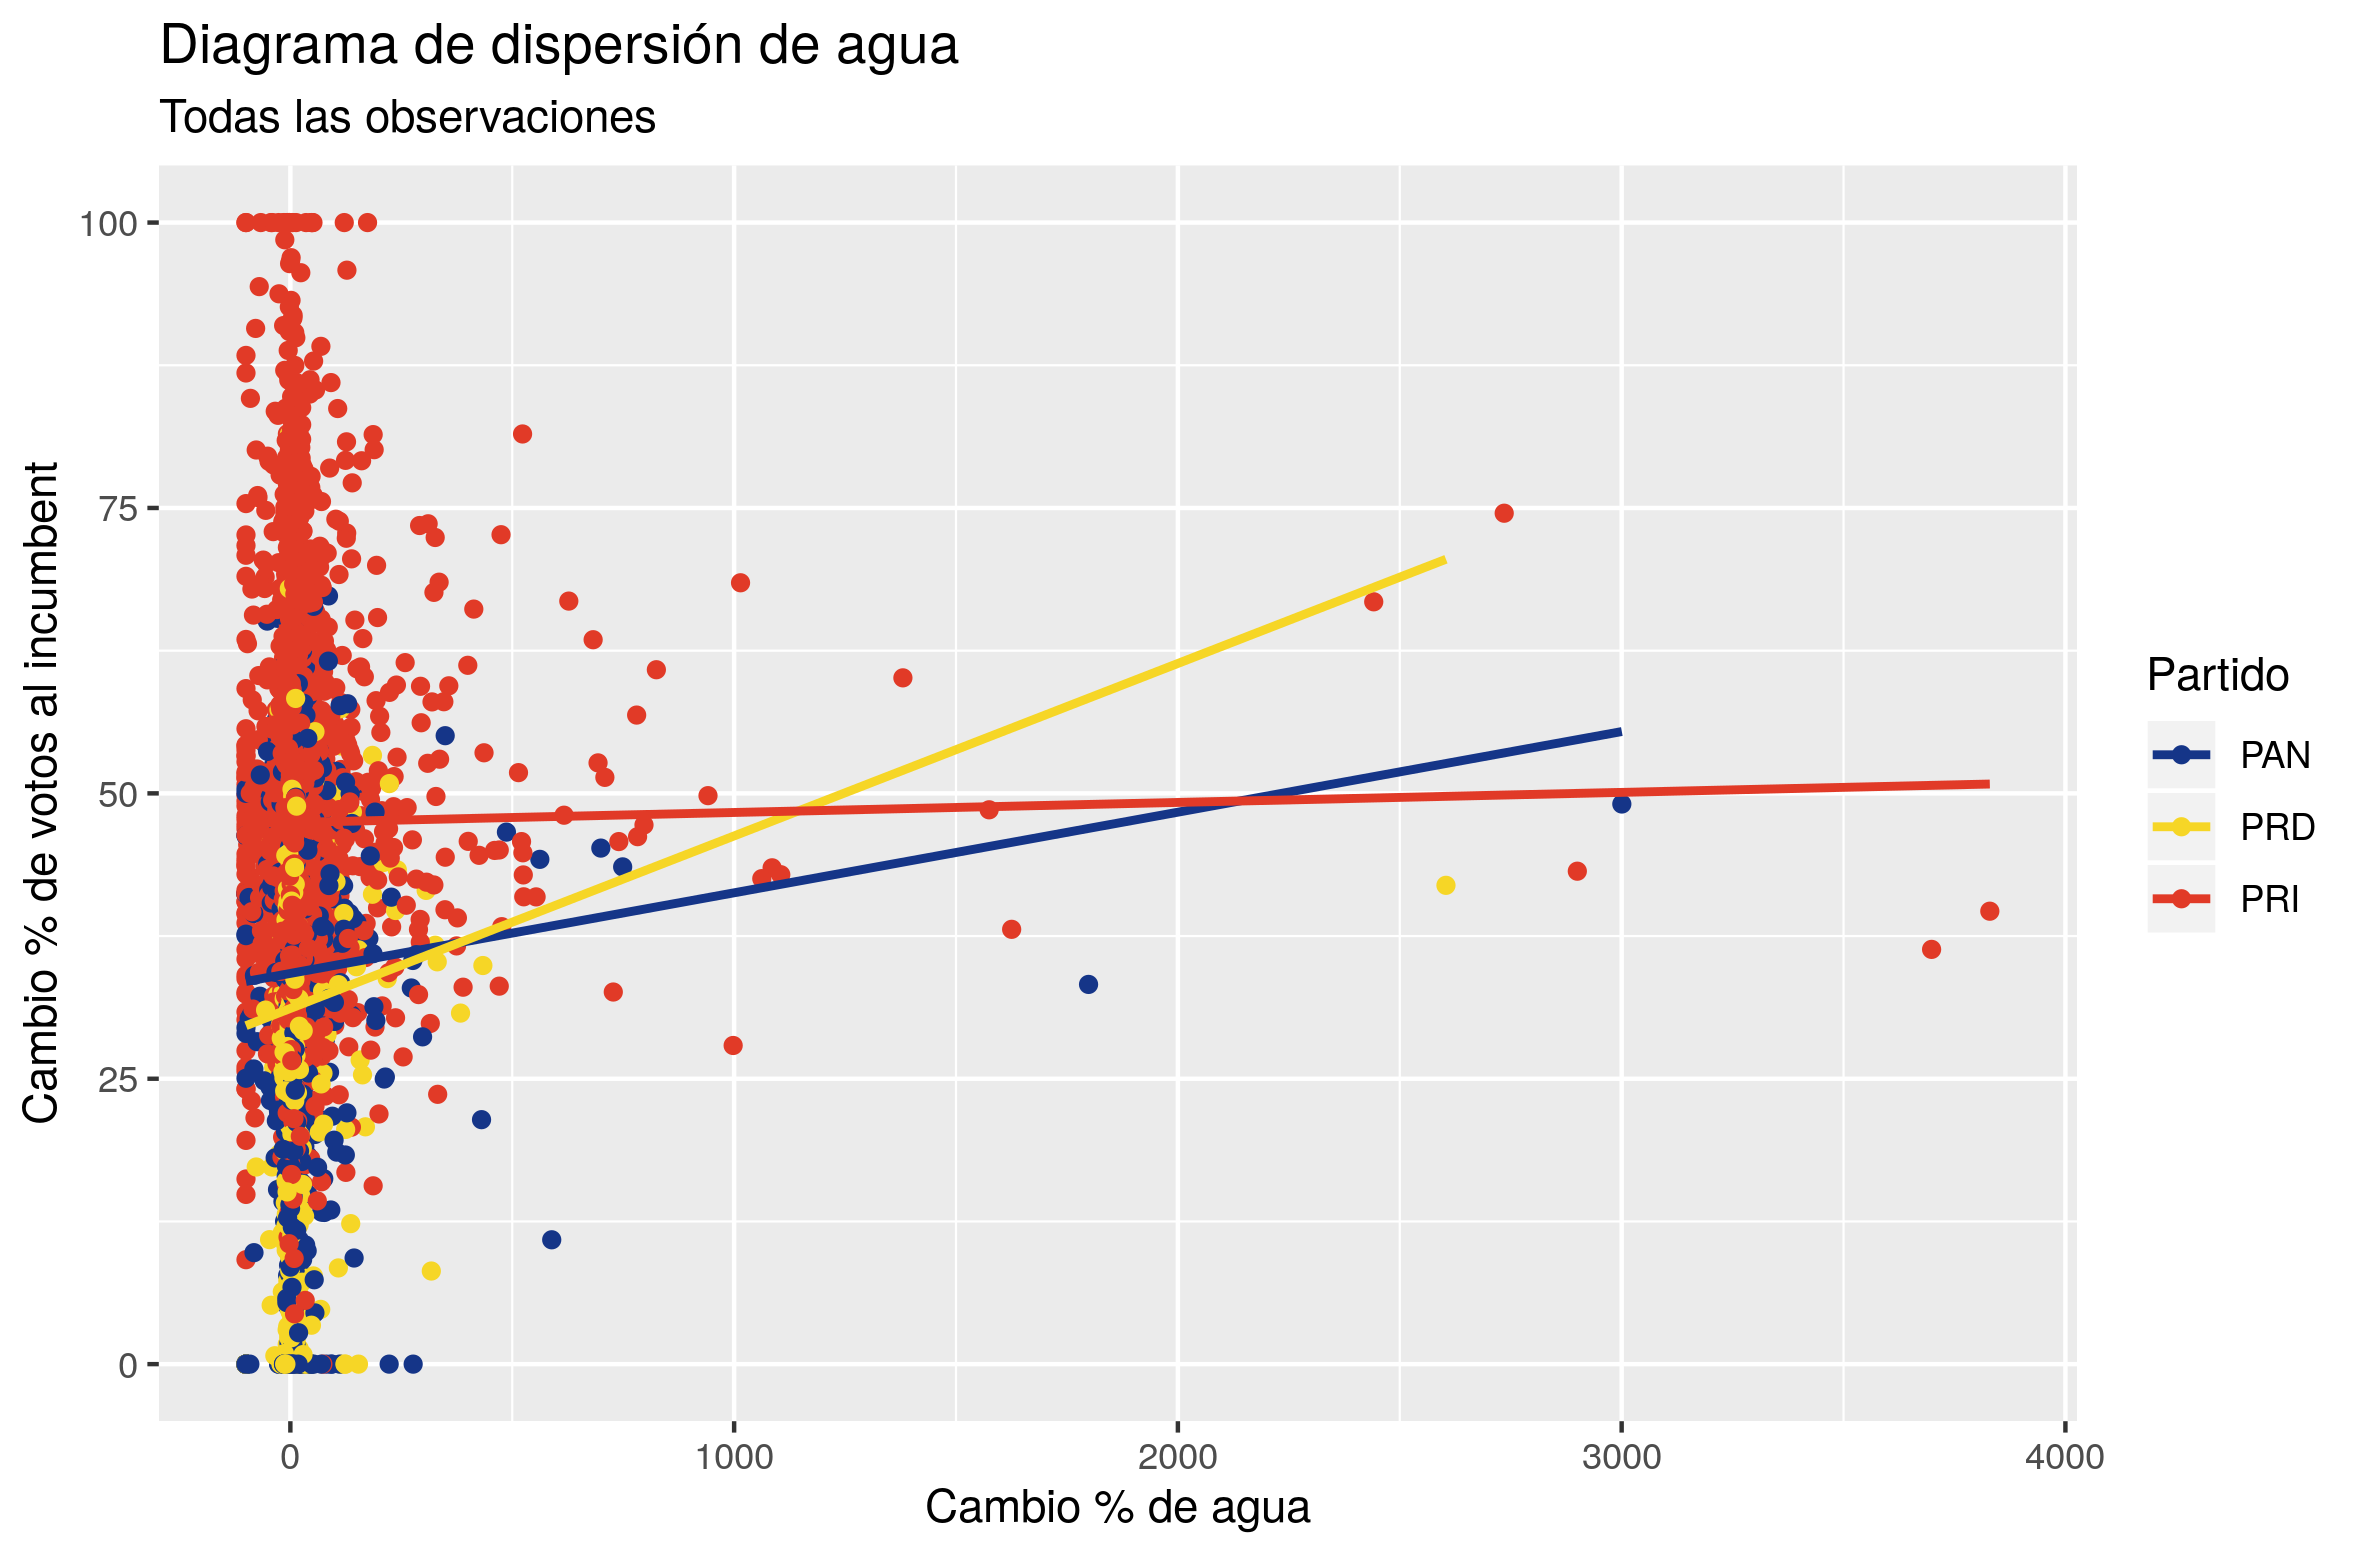 Diagrama de dispersión de agua
Todas las observaciones
Cambio % de votos al incumbent
100
75
50
25
0
0
1000
2000
3000
4000
Cambio % de agua
Partido
PAN
PRD
PRI